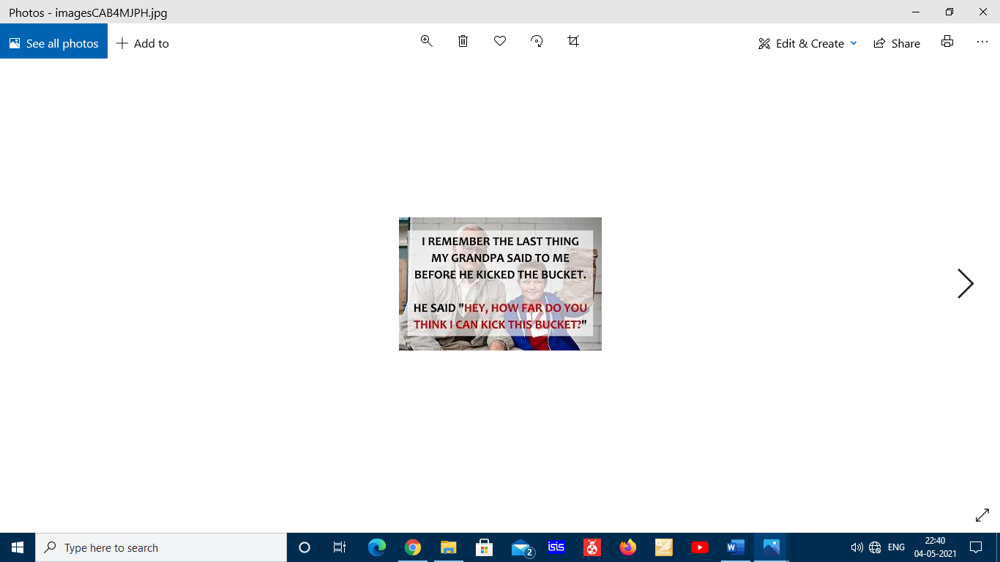 Photos - imagesCAB4MJPH.jpg
See all photos
Add to
Edit & Create
Share
I REMEMBER THE LAST THING
MY GRANDPA SAID TO ME
BEFORE HE KICKED THE BUCKET.
HE SAID "HEY, HOW FAR DO YOU
THINK I CAN KICK THIS BUCKET?"
Type here to search
2
isis
W
ENG
22:40
04-05-2021